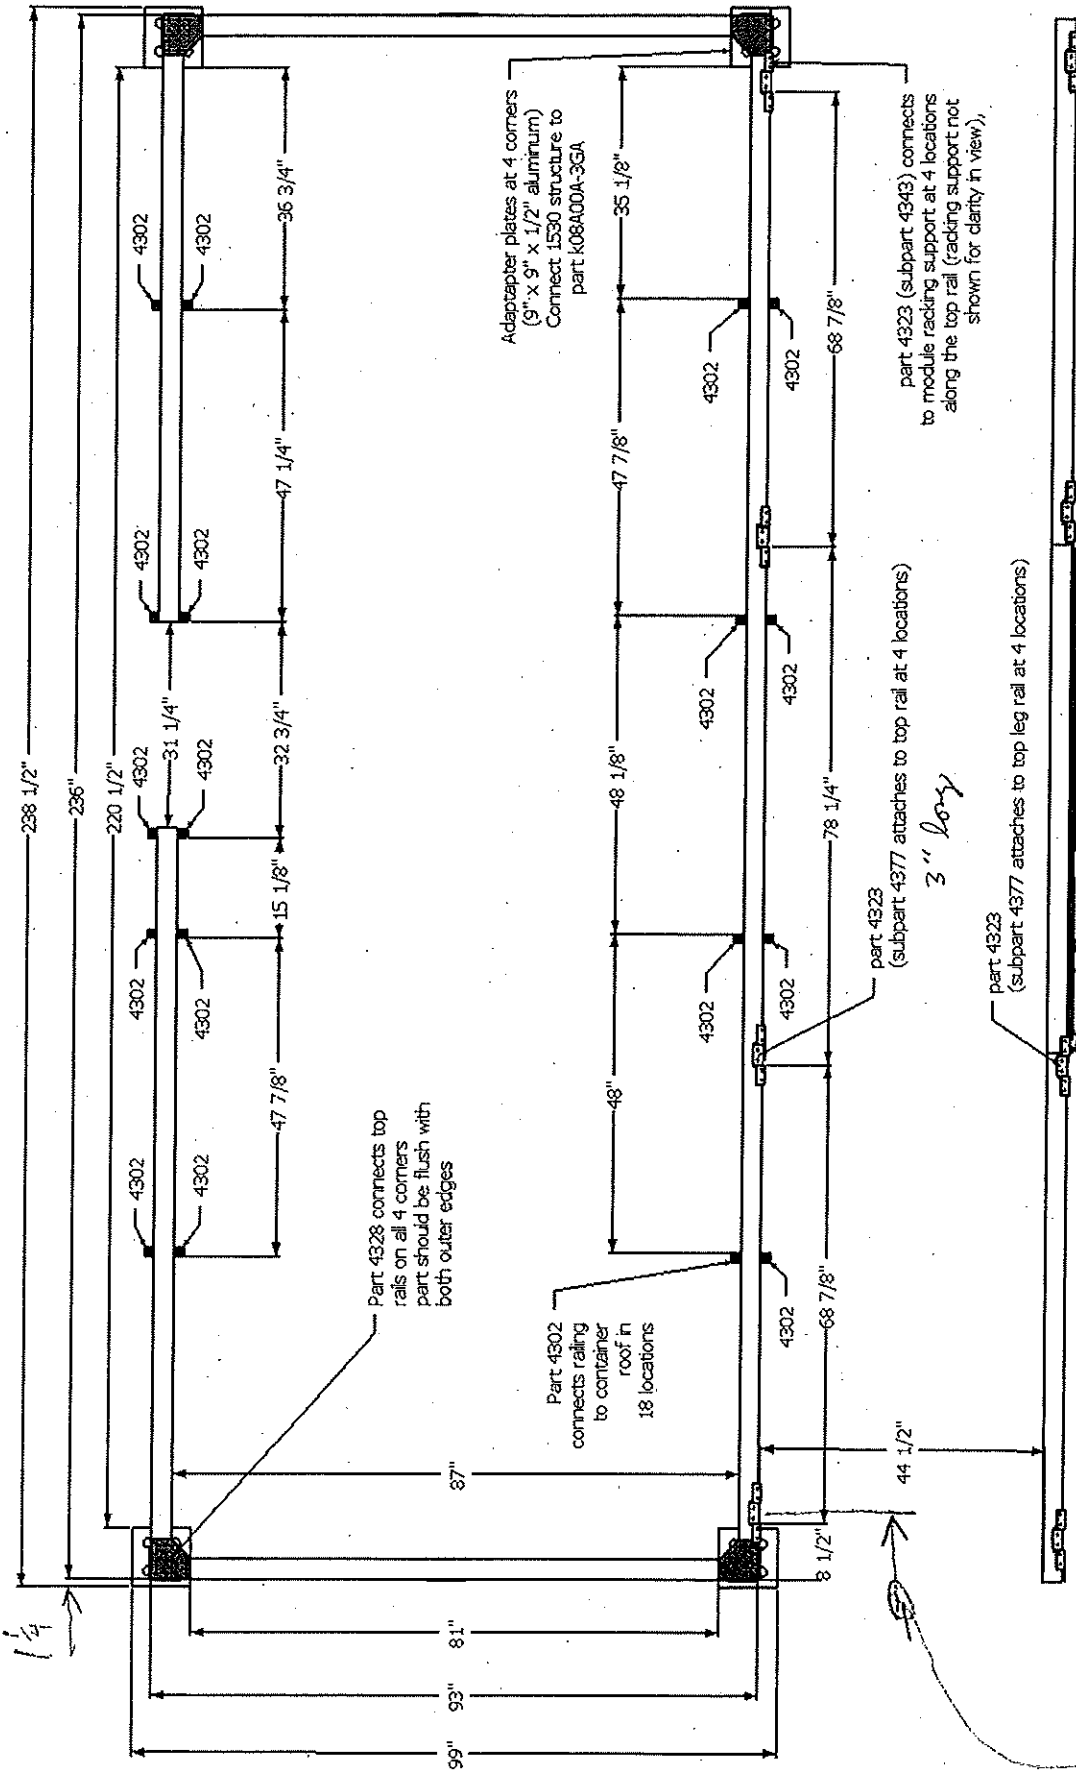 238 1/2"
236"
220 1/2"
1 1/4
4302
4302
4302
4302
4302
4302
4302
4302
4302
4302
47 7/8"
15 1/8"
31 1/4"
32 3/4"
47 1/4"
36 3/4"
Part 4328 connects top
rails on all 4 corners
part should be flush with
both outer edges
Adaptapter plates at 4 corners
(9" x 9" x 1/2" aluminum)
Connect 1530 structure to
part k08A00A-3GA
99"
93"
81"
87"
48"
48 1/8"
47 7/8"
35 1/8"
Part 4302
connects railing
to container
roof in
18 locations
4302
4302
4302
4302
4302
4302
4302
8 1/2"
68 7/8"
78 1/4"
68 7/8"
part 4323
(subpart 4377 attaches to top rail at 4 locations)
3" long
part 4323 (subpart 4343) connects
to module racking support at 4 locations
along the top rail (racking support not
shown for clarity in view),
44 1/2"
part 4323
(subpart 4377 attaches to top leg rail at 4 locations)